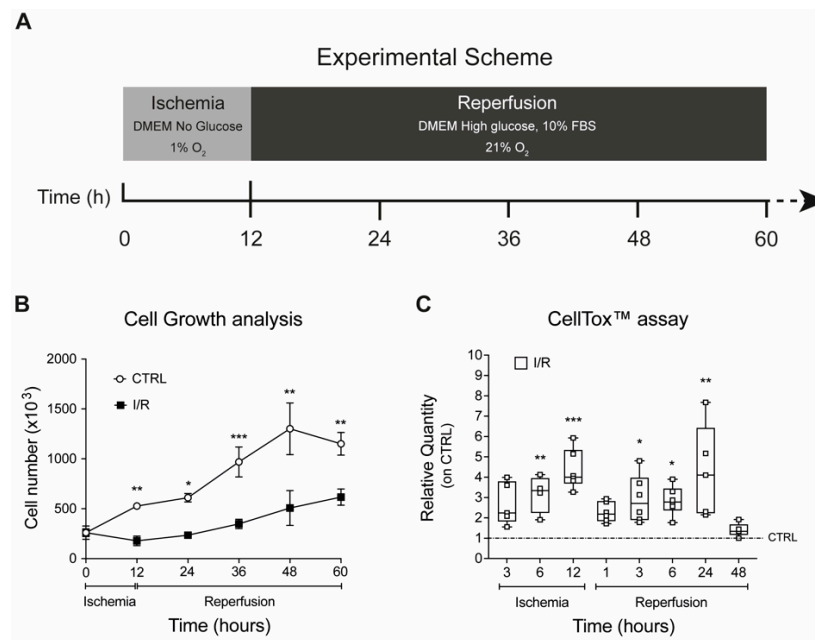 A
Experimental Scheme
Ischemia
DMEM No Glucose
1% O₂
Reperfusion
DMEM High glucose, 10% FBS
21% O₂
Time (h)
0 12 24 36 48 60
B
Cell Growth analysis
Cell number (x10³)
2000
1500
1000
500
0
CTRL
I/R
** * *** ** **
0 12 24 36 48 60
Ischemia Reperfusion
Time (hours)
C
CellTox™ assay
Relative Quantity
(on CTRL)
10
9
8
7
6
5
4
3
2
1
0
I/R
** *** * * **
CTRL
3 6 12 1 3 6 24 48
Ischemia Reperfusion
Time (hours)